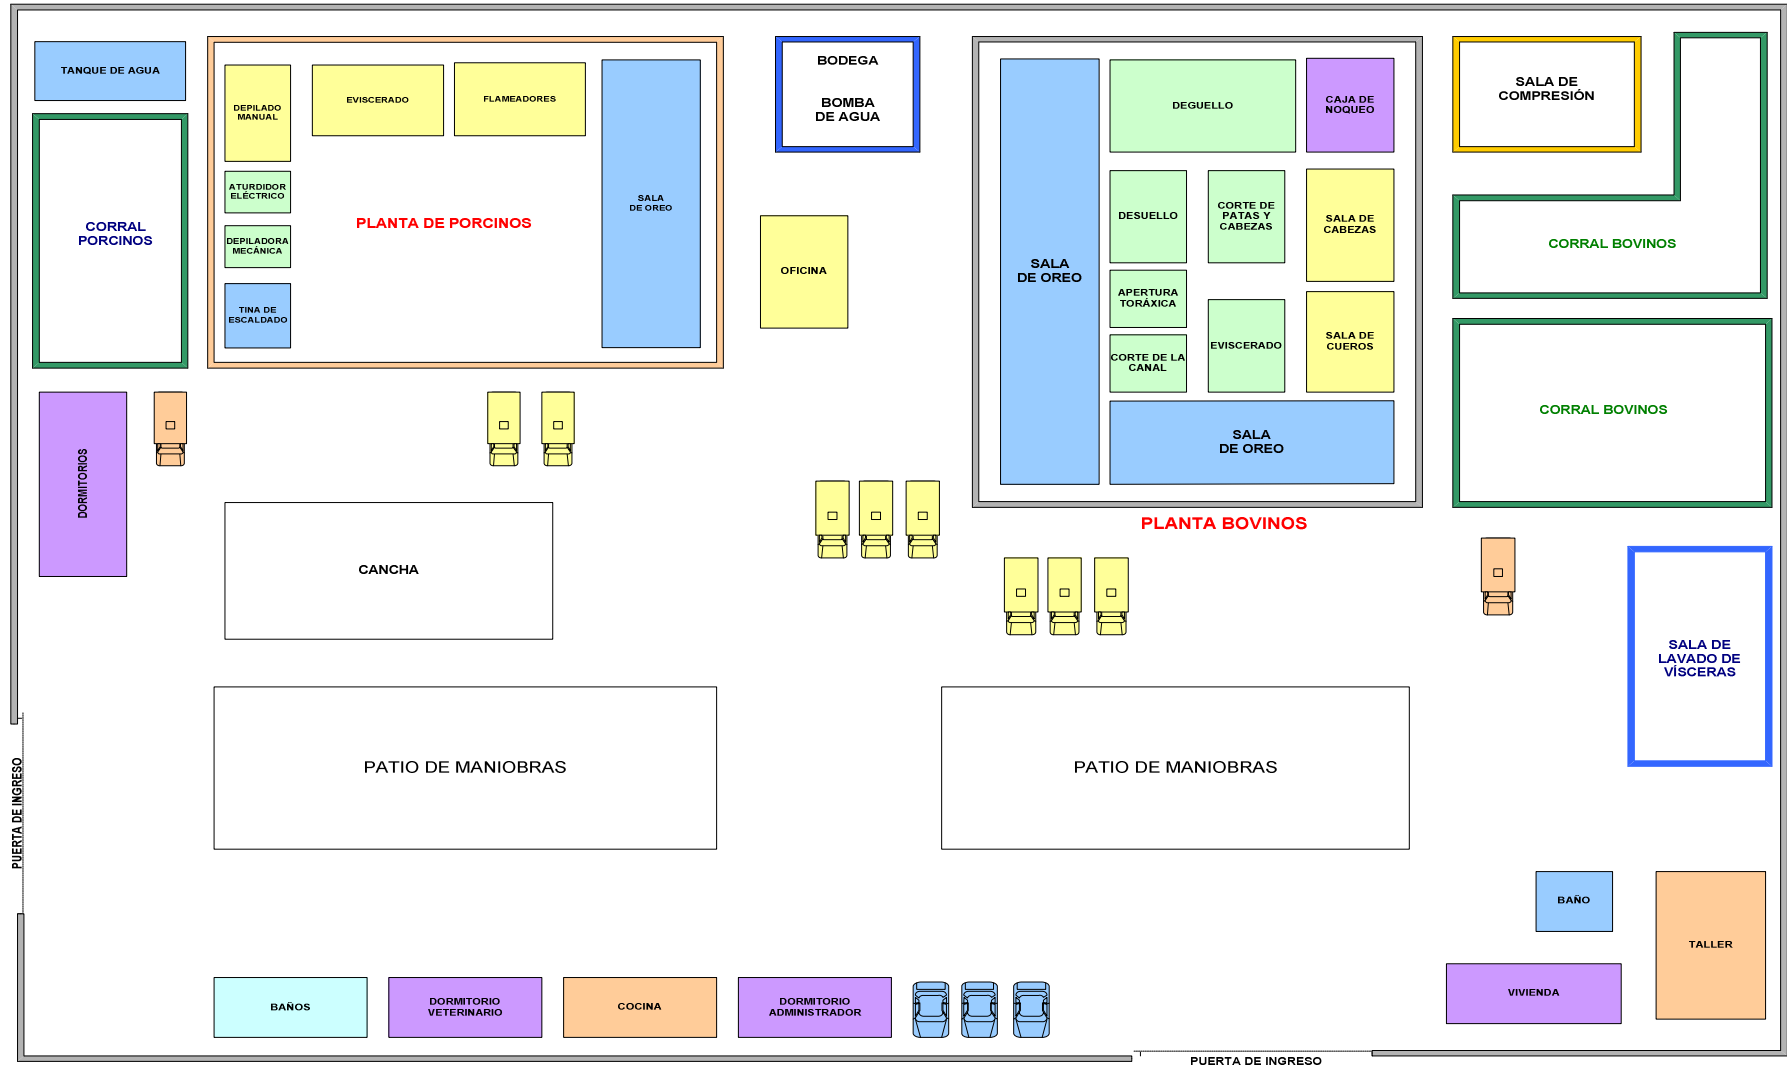 TANQUE DE AGUA
CORRAL
PORCINOS
DEPILADO
MANUAL
EVISCERADO
FLAMEADORES
ATURDIDOR
ELÉCTRICO
DEPILADORA
MECÁNICA
TINA DE
ESCALDADO
PLANTA DE PORCINOS
SALA
DE OREO
BODEGA
BOMBA
DE AGUA
OFICINA
SALA
DE OREO
DEGUELLO
CAJA DE
NOQUEO
DESUELLO
CORTE DE
PATAS Y
CABEZAS
SALA DE
CABEZAS
APERTURA
TORÁXICA
CORTE DE LA
CANAL
EVISCERADO
SALA DE
CUEROS
SALA
DE OREO
PLANTA BOVINOS
SALA DE
COMPRESIÓN
CORRAL BOVINOS
CORRAL BOVINOS
DORMITORIOS
CANCHA
SALA DE
LAVADO DE
VÍSCERAS
PATIO DE MANIOBRAS
PATIO DE MANIOBRAS
PUERTA DE INGRESO
BAÑO
TALLER
VIVIENDA
BAÑOS
DORMITORIO
VETERINARIO
COCINA
DORMITORIO
ADMINISTRADOR
PUERTA DE INGRESO